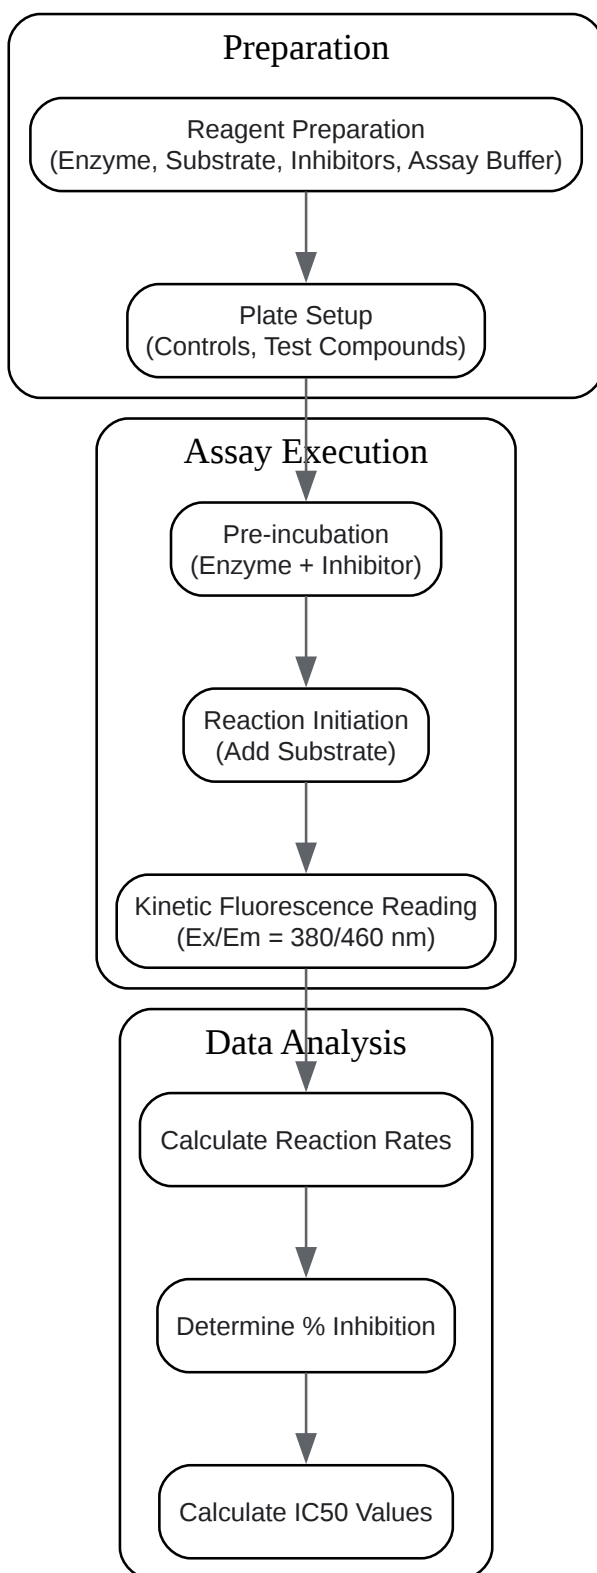 Preparation
Reagent Preparation
(Enzyme, Substrate, Inhibitors, Assay Buffer)
Plate Setup
(Controls, Test Compounds)
Assay Execution
Pre-incubation
(Enzyme + Inhibitor)
Reaction Initiation
(Add Substrate)
Kinetic Fluorescence Reading
(Ex/Em = 380/460 nm)
Data Analysis
Calculate Reaction Rates
Determine % Inhibition
Calculate IC50 Values